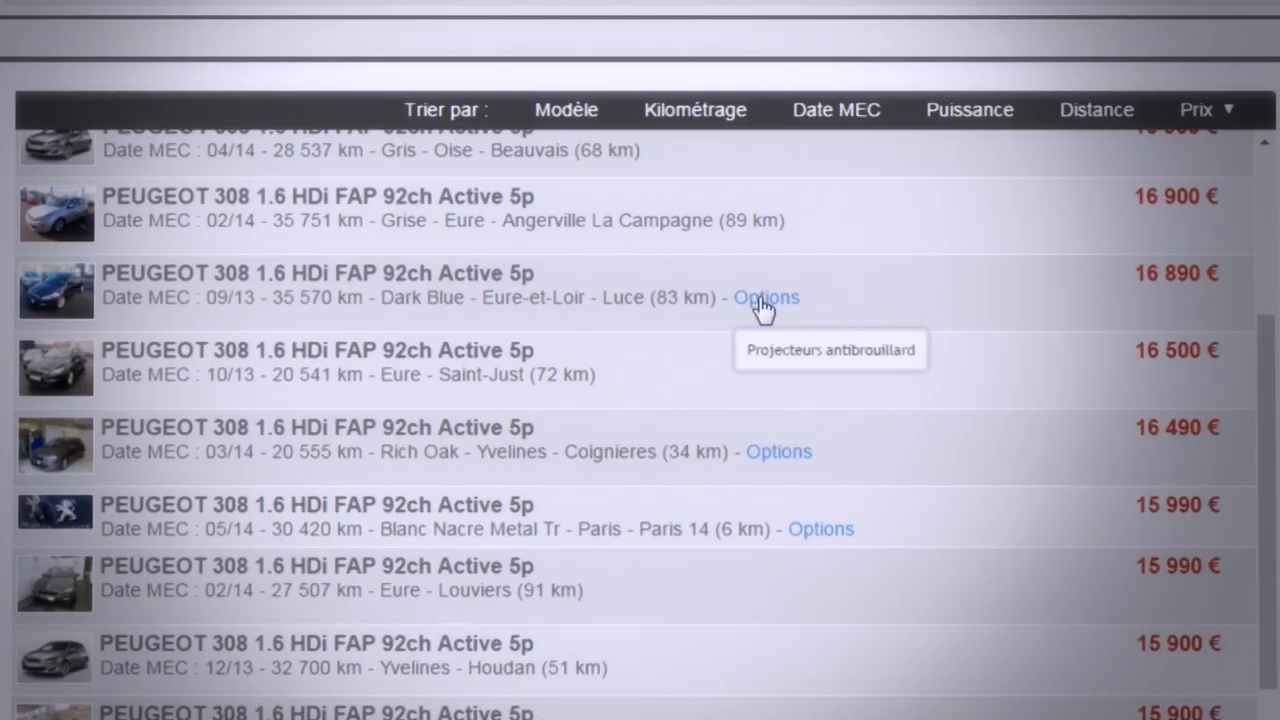 Trier par : Modèle Kilométrage Date MEC Puissance Distance Prix ▼
PEUGEOT 308 1.6 HDi FAP 92ch Active 5p
Date MEC : 04/14 - 28 537 km - Gris - Oise - Beauvais (68 km)
PEUGEOT 308 1.6 HDi FAP 92ch Active 5p 16 900 €
Date MEC : 02/14 - 35 751 km - Grise - Eure - Angerville La Campagne (89 km)
PEUGEOT 308 1.6 HDi FAP 92ch Active 5p 16 890 €
Date MEC : 09/13 - 35 570 km - Dark Blue - Eure-et-Loir - Luce (83 km) - Options
Projecteurs antibrouillard
PEUGEOT 308 1.6 HDi FAP 92ch Active 5p 16 500 €
Date MEC : 10/13 - 20 541 km - Eure - Saint-Just (72 km)
PEUGEOT 308 1.6 HDi FAP 92ch Active 5p 16 490 €
Date MEC : 03/14 - 20 555 km - Rich Oak - Yvelines - Coignieres (34 km) - Options
PEUGEOT 308 1.6 HDi FAP 92ch Active 5p 15 990 €
Date MEC : 05/14 - 30 420 km - Blanc Nacre Metal Tr - Paris - Paris 14 (6 km) - Options
PEUGEOT 308 1.6 HDi FAP 92ch Active 5p 15 990 €
Date MEC : 02/14 - 27 507 km - Eure - Louviers (91 km)
PEUGEOT 308 1.6 HDi FAP 92ch Active 5p 15 900 €
Date MEC : 12/13 - 32 700 km - Yvelines - Houdan (51 km)
PEUGEOT 308 1.6 HDi FAP 92ch Active 5p 15 900 €